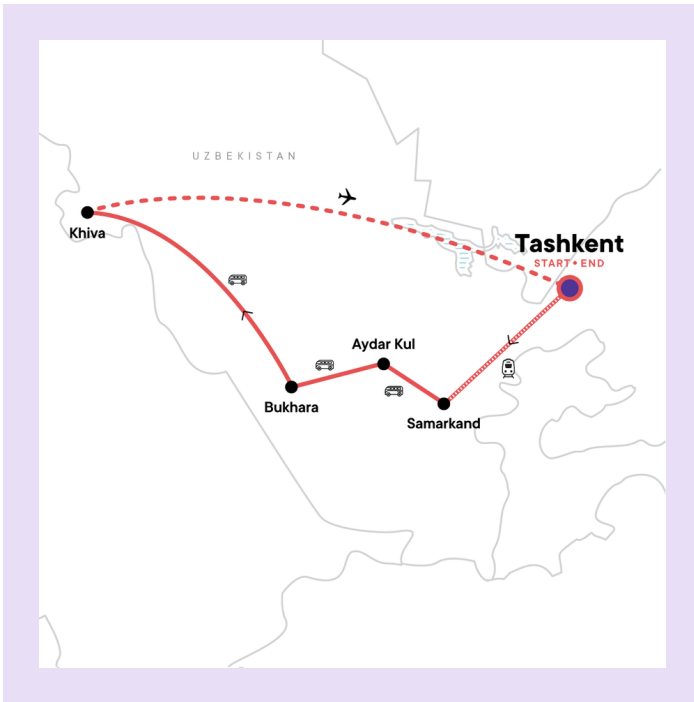 UZBEKISTAN
Khiva
Tashkent
START • END
Aydar Kul
Bukhara
Samarkand